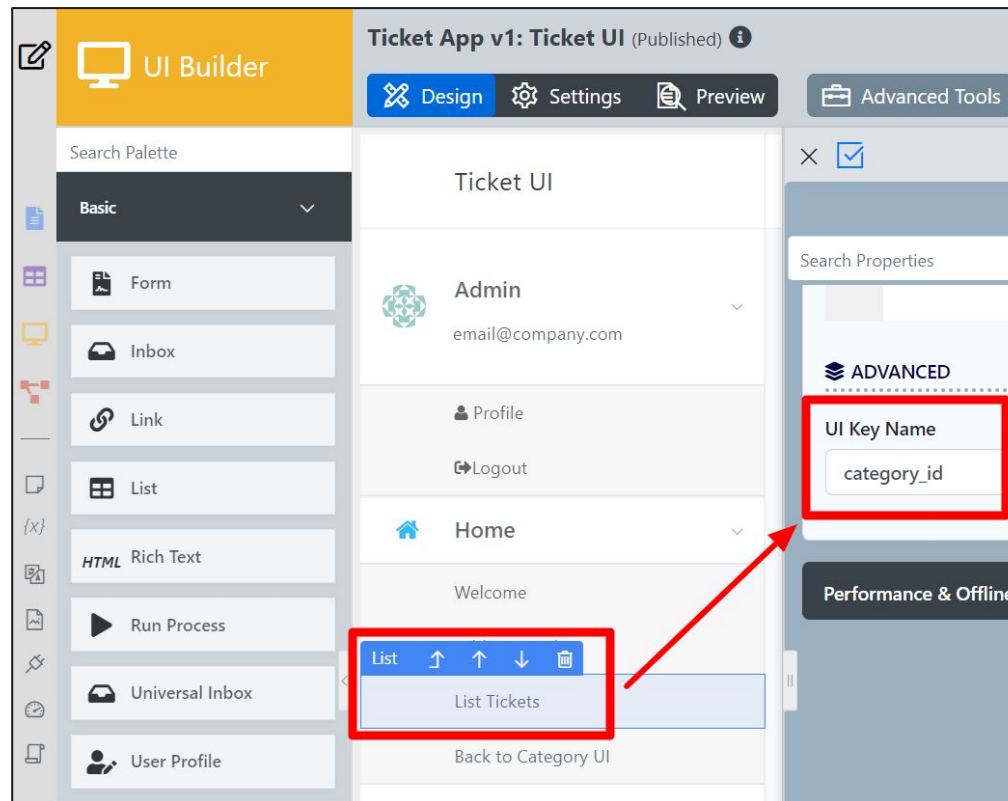 Ticket App v1: Ticket UI (Published)
UI Builder
Design
Settings
Preview
Advanced Tools
Search Palette
Basic
Form
Inbox
Link
List
HTML Rich Text
Run Process
Universal Inbox
User Profile
{x}
Ticket UI
Admin
email@company.com
Profile
Logout
Home
Welcome
List
List Tickets
Back to Category UI
Search Properties
ADVANCED
UI Key Name
category_id
Performance & Offline